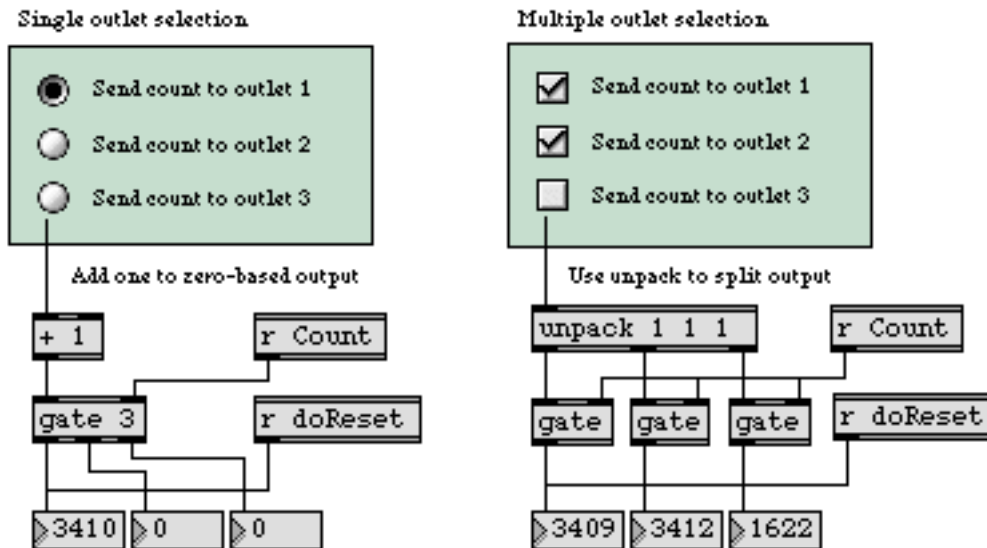 Single outlet selection
Send count to outlet 1
Send count to outlet 2
Send count to outlet 3
Add one to zero-based output
+ 1
r Count
gate 3
r doReset
3410
0
0
Multiple outlet selection
Send count to outlet 1
Send count to outlet 2
Send count to outlet 3
Use unpack to split output
unpack 1 1 1
r Count
gate
gate
gate
r doReset
3409
3412
1622